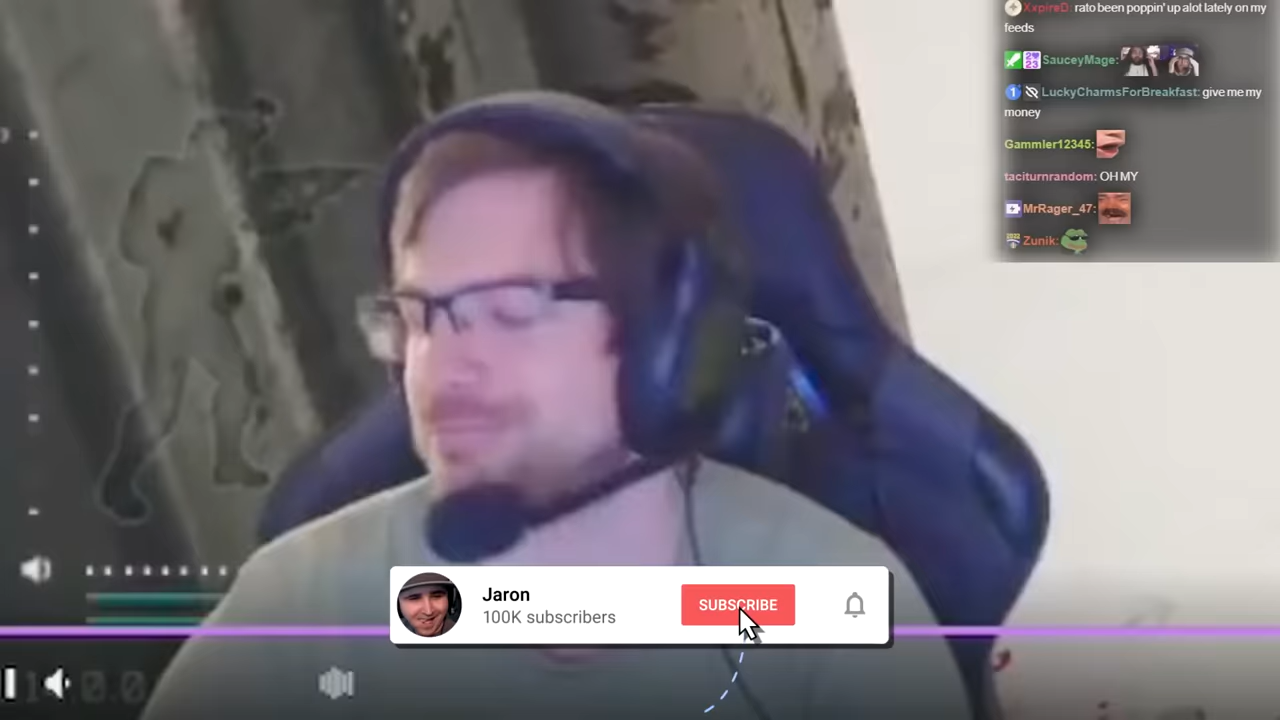 XxpireD: rato been poppin' up alot lately on my
feeds
SauceyMage:
LuckyCharmsForBreakfast: give me my
money
Gammler12345:
taciturnrandom: OH MY
MrRager_47:
Zunik:
Jaron
100K subscribers
SUBSCRIBE